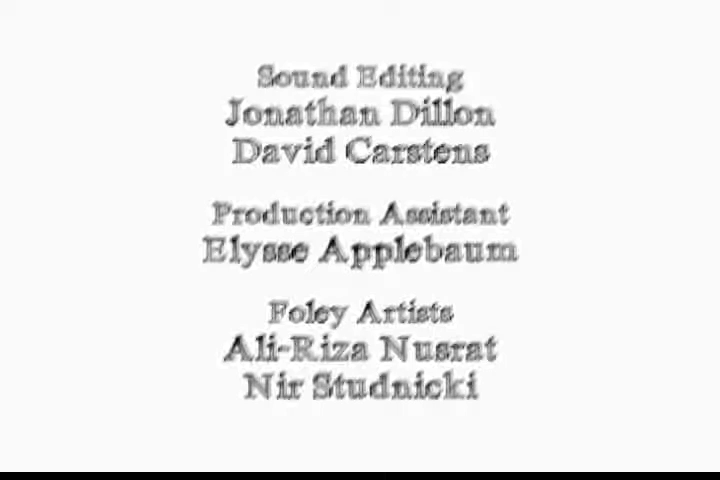 Sound Editing
Jonathan Dillon
David Carstens
Production Assistant
Elysse Applebaum
Foley Artists
Ali-Riza Nusrat
Nir Studnicki